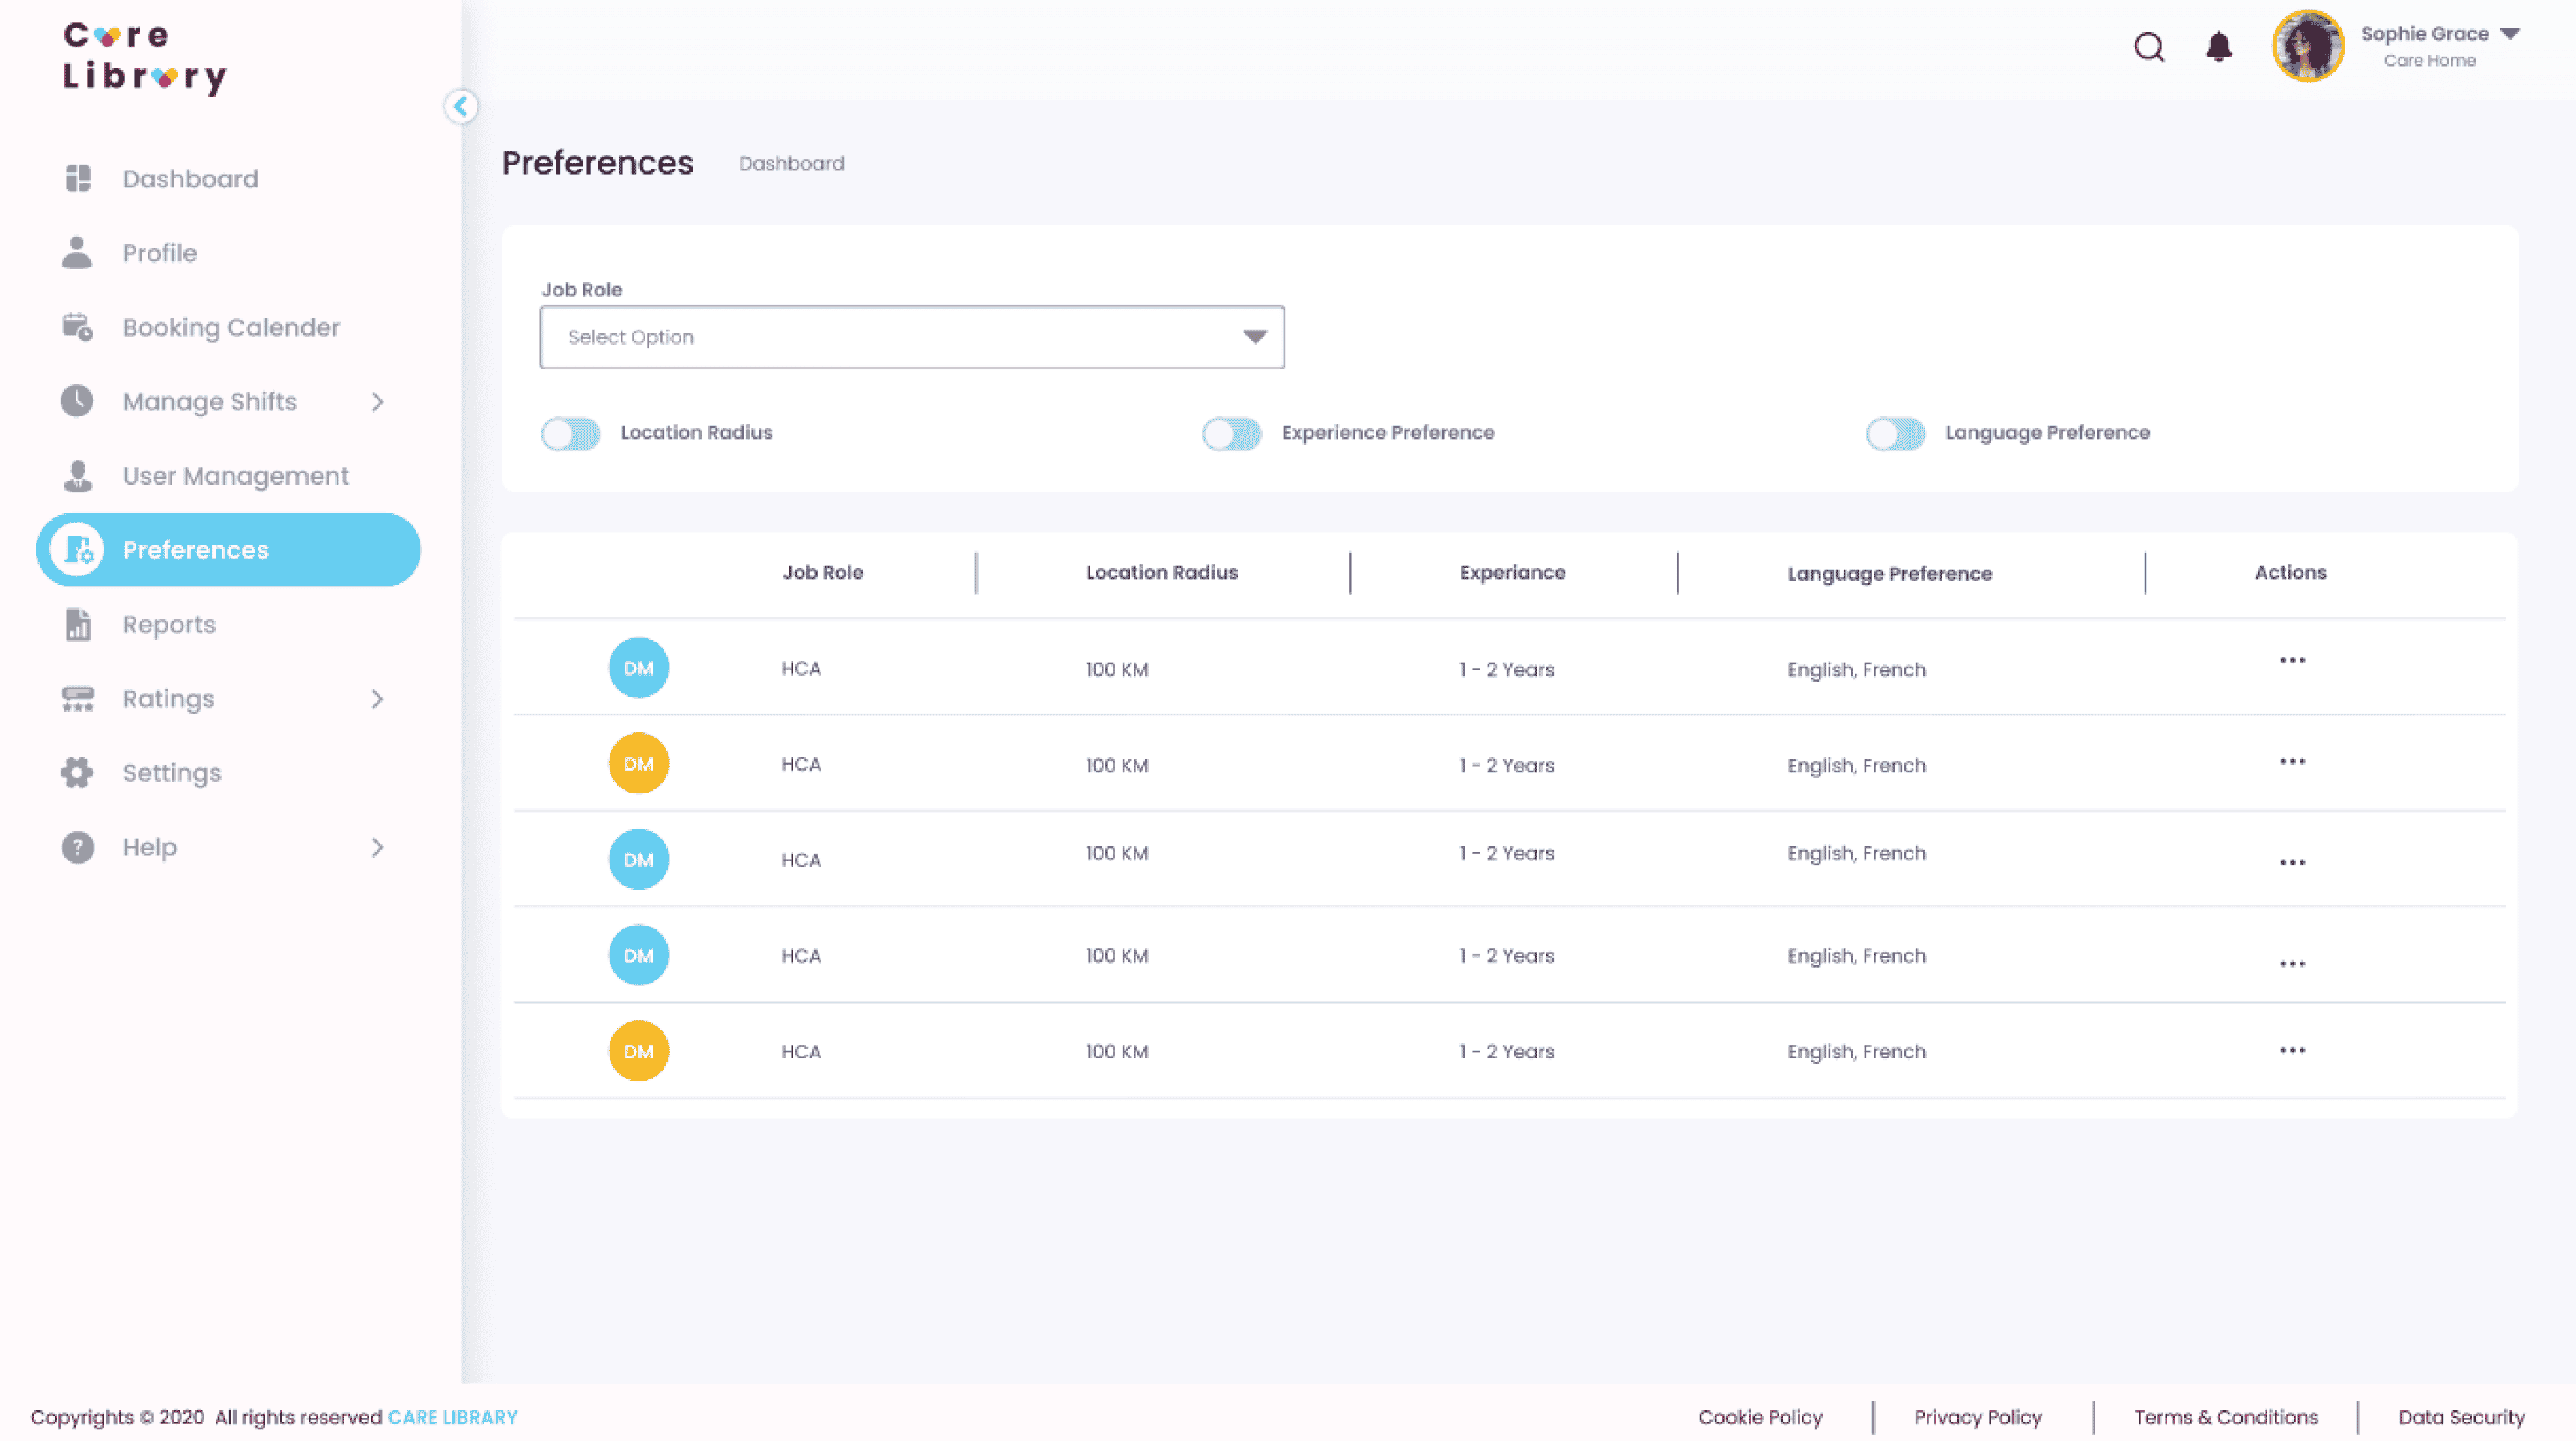 Care
Library
Sophie Grace
Care Home
Dashboard
Profile
Booking Calender
Manage Shifts
User Management
Preferences
Reports
Ratings
Settings
Help
Preferences Dashboard
Job Role
Select Option
Location Radius Experience Preference Language Preference
Job Role Location Radius Experiance Language Preference Actions
DM HCA 100 KM 1 - 2 Years English, French
DM HCA 100 KM 1 - 2 Years English, French
DM HCA 100 KM 1 - 2 Years English, French
DM HCA 100 KM 1 - 2 Years English, French
DM HCA 100 KM 1 - 2 Years English, French
Copyrights © 2020 All rights reserved CARE LIBRARY
Cookie Policy Privacy Policy Terms & Conditions Data Security